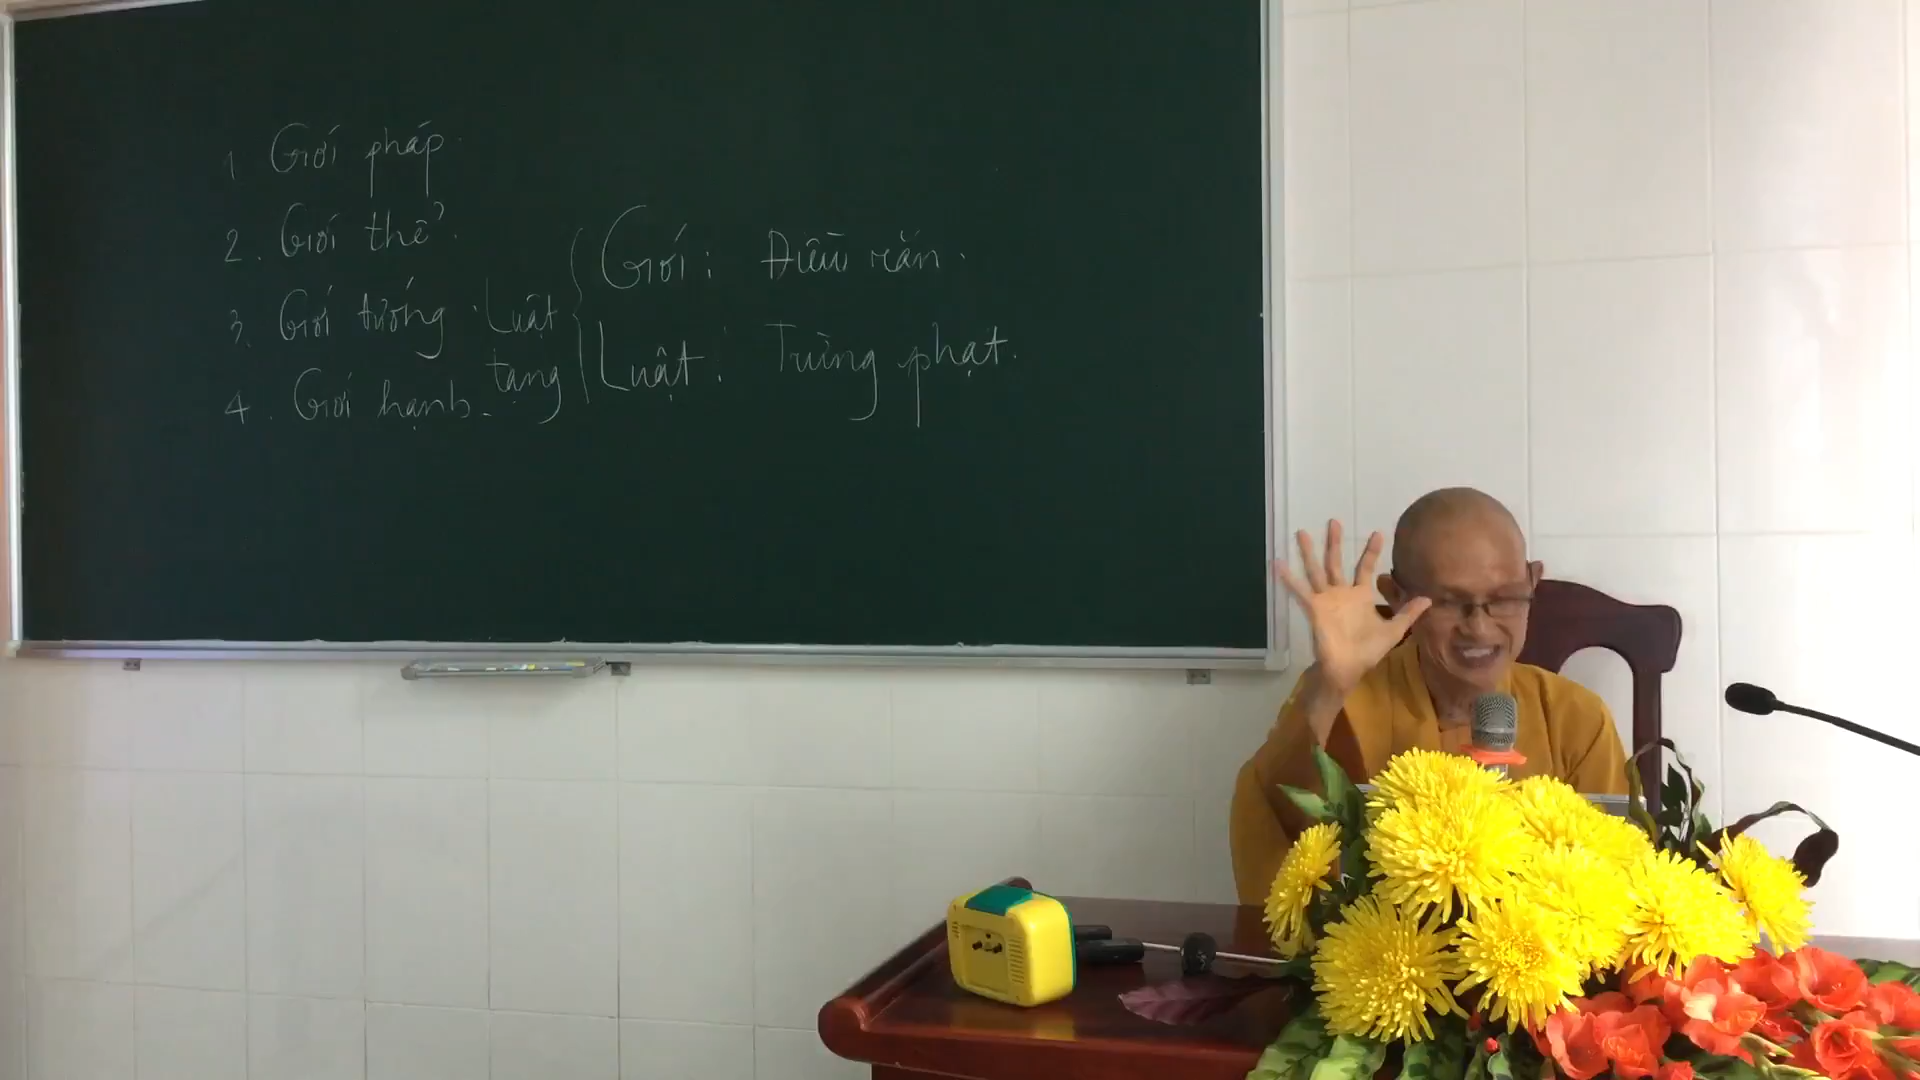 1 Giới pháp.
2. Giới thể.
3. Giới tướng.
4. Giới hạnh.
Luật tạng
Giới: Điều răn.
Luật: Trừng phạt.